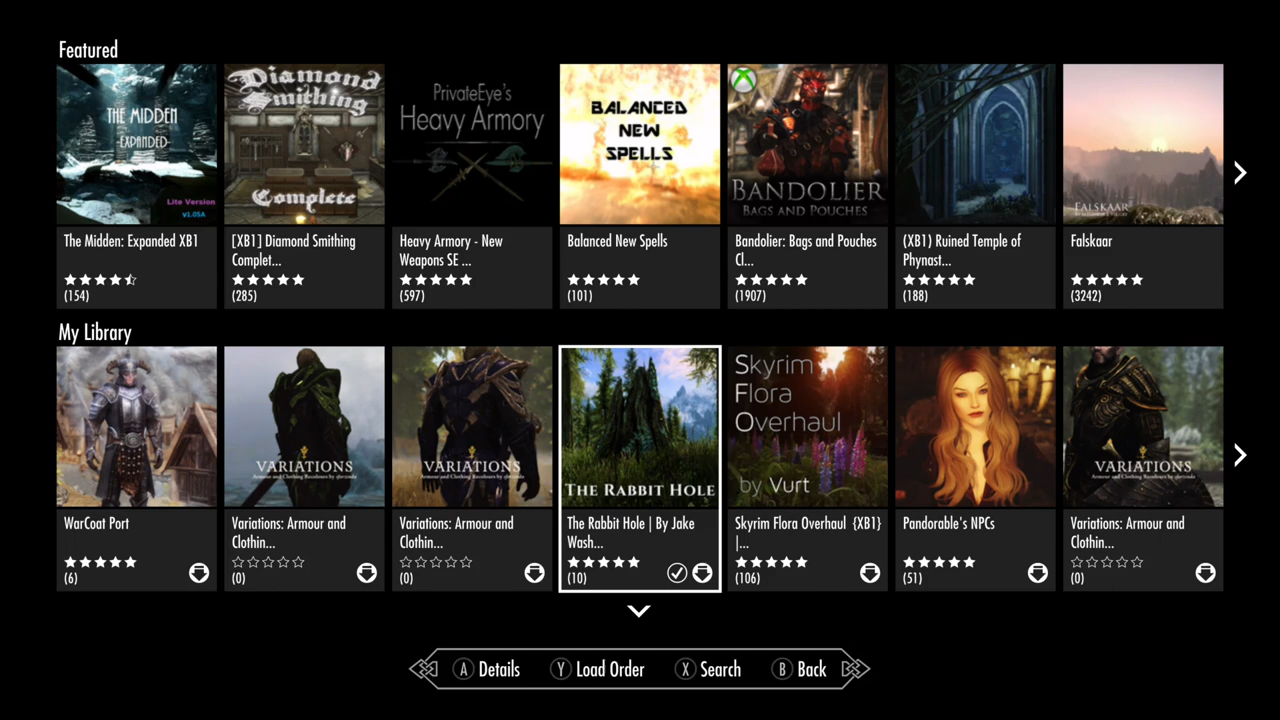 Featured
THE MIDDEN
-EXPANDED-
Lite Version
v1.05A
Diamond
Smithing
Complete
PrivateEye's
Heavy Armory
BALANCED
NEW
SPELLS
BANDOLIER
BAGS AND POUCHES
FALSKAAR
The Midden: Expanded XB1
(154)
[XB1] Diamond Smithing
Complet...
(285)
Heavy Armory - New
Weapons SE ...
(597)
Balanced New Spells
(101)
Bandolier: Bags and Pouches
Cl...
(1907)
(XB1) Ruined Temple of
Phynast...
(188)
Falskaar
(3242)
My Library
VARIATIONS
VARIATIONS
THE RABBIT HOLE
Skyrim
Flora
Overhaul
by Vurt
VARIATIONS
WarCoat Port
(6)
Variations: Armour and
Clothin...
(0)
Variations: Armour and
Clothin...
(0)
The Rabbit Hole | By Jake
Wash...
(10)
Skyrim Flora Overhaul {XB1}
|...
(106)
Pandorable's NPCs
(51)
Variations: Armour and
Clothin...
(0)
A Details Y Load Order X Search B Back